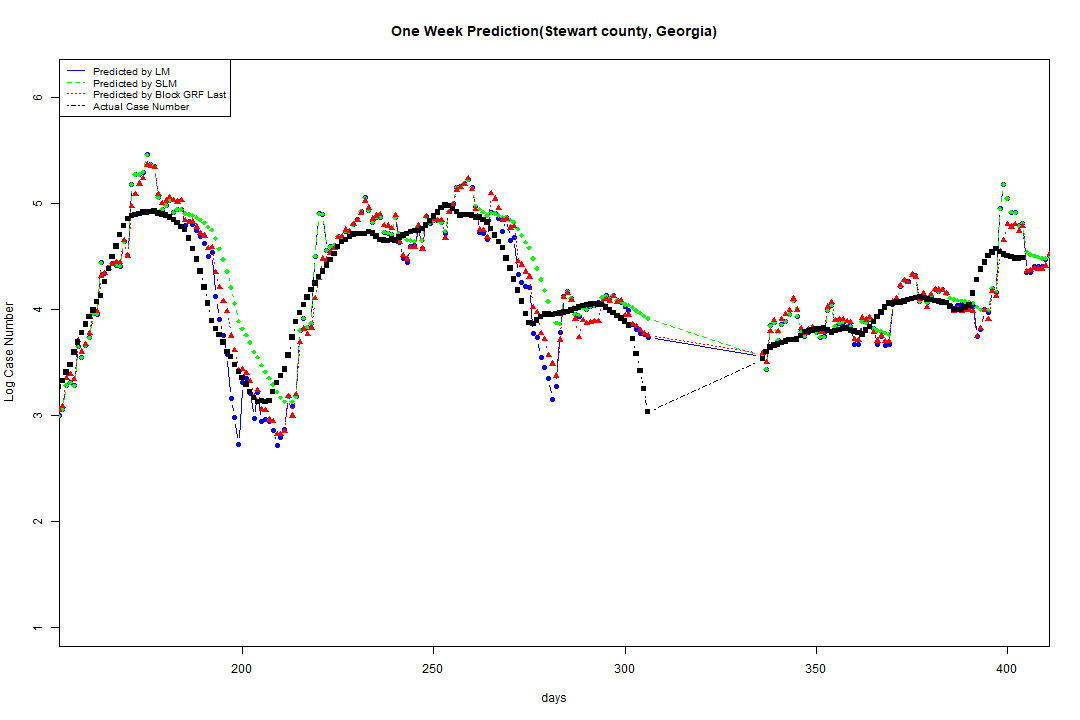 One Week Prediction(Stewart county, Georgia)
Predicted by LM
Predicted by SLM
Predicted by Block GRF Last
Actual Case Number
Log Case Number
6
5
4
3
2
1
200
250
300
350
400
days